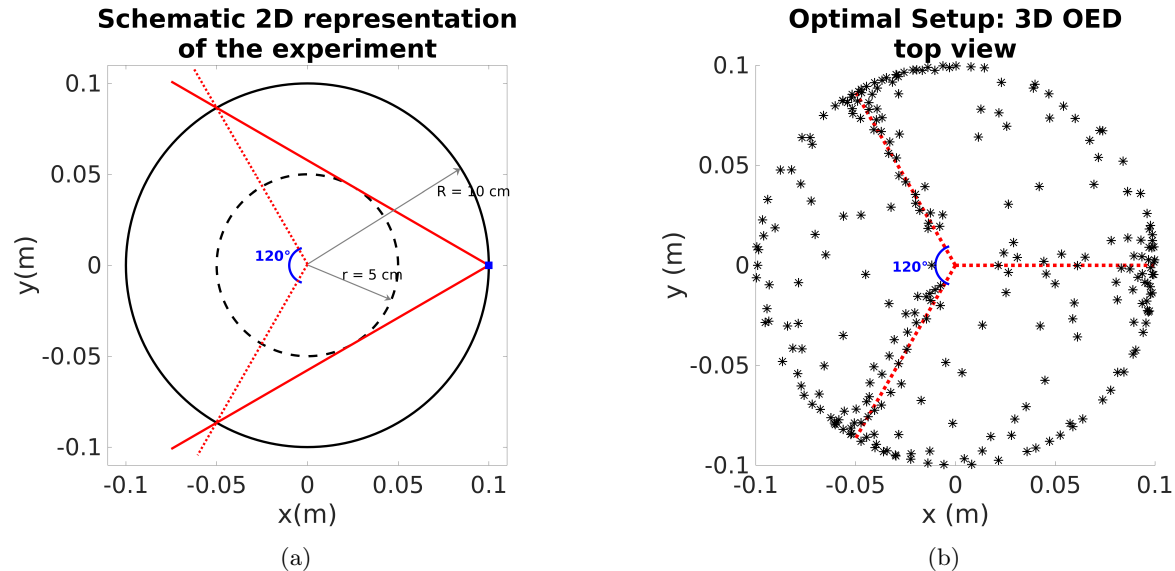 Schematic 2D representation
of the experiment
0.1
0.05
0
-0.05
-0.1
y(m)
R = 10 cm
120°
r = 5 cm
-0.1
-0.05
0
0.05
0.1
x(m)
(a)
Optimal Setup: 3D OED
top view
0.1
0.05
0
-0.05
-0.1
y (m)
120°
-0.1
-0.05
0
0.05
0.1
x (m)
(b)